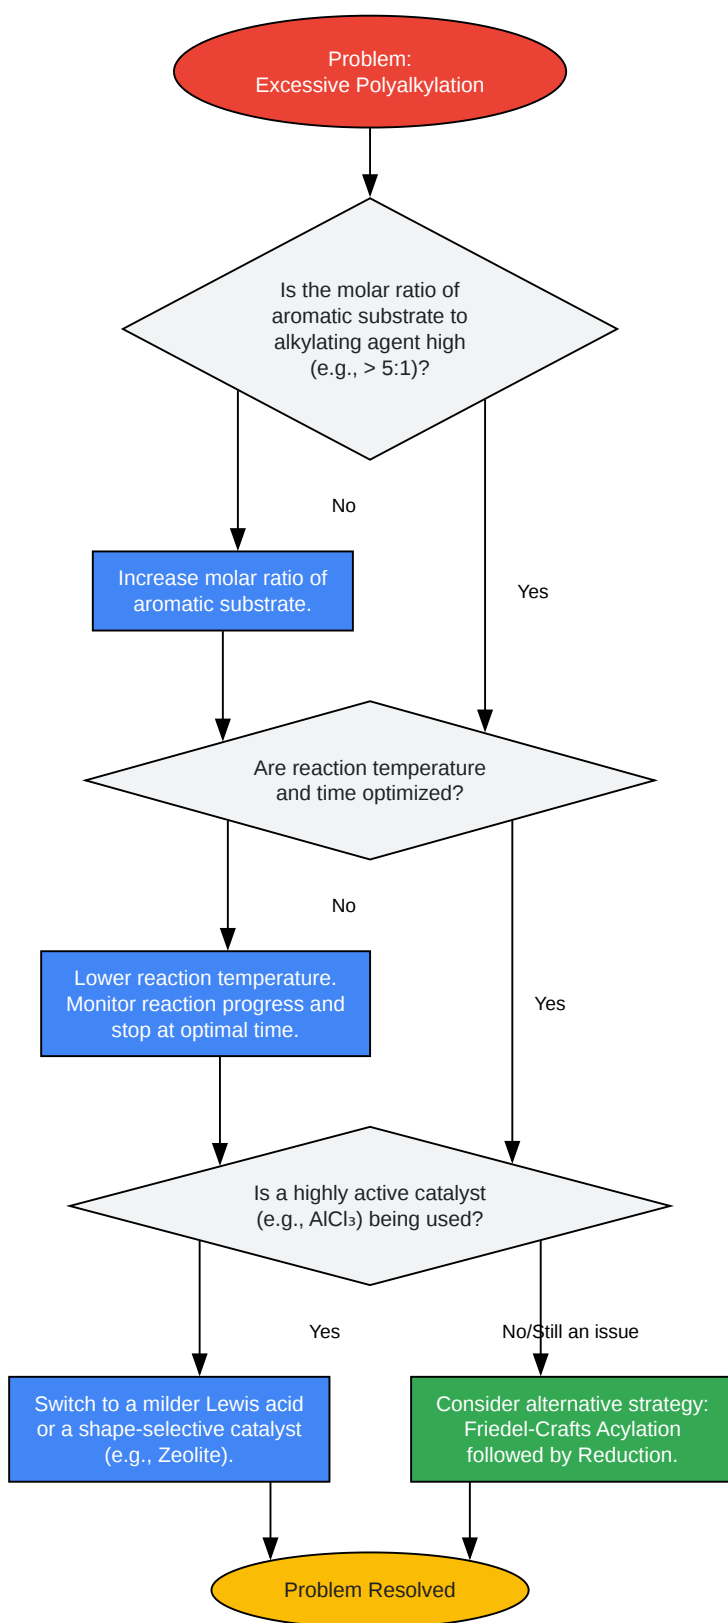 Problem:
Excessive Polyalkylation
Is the molar ratio of
aromatic substrate to
alkylating agent high
(e.g., > 5:1)?
No
Increase molar ratio of
aromatic substrate.
Yes
Are reaction temperature
and time optimized?
No
Lower reaction temperature.
Monitor reaction progress and
stop at optimal time.
Yes
Is a highly active catalyst
(e.g., AlCl₃) being used?
Yes
No/Still an issue
Switch to a milder Lewis acid
or a shape-selective catalyst
(e.g., Zeolite).
Consider alternative strategy:
Friedel-Crafts Acylation
followed by Reduction.
Problem Resolved